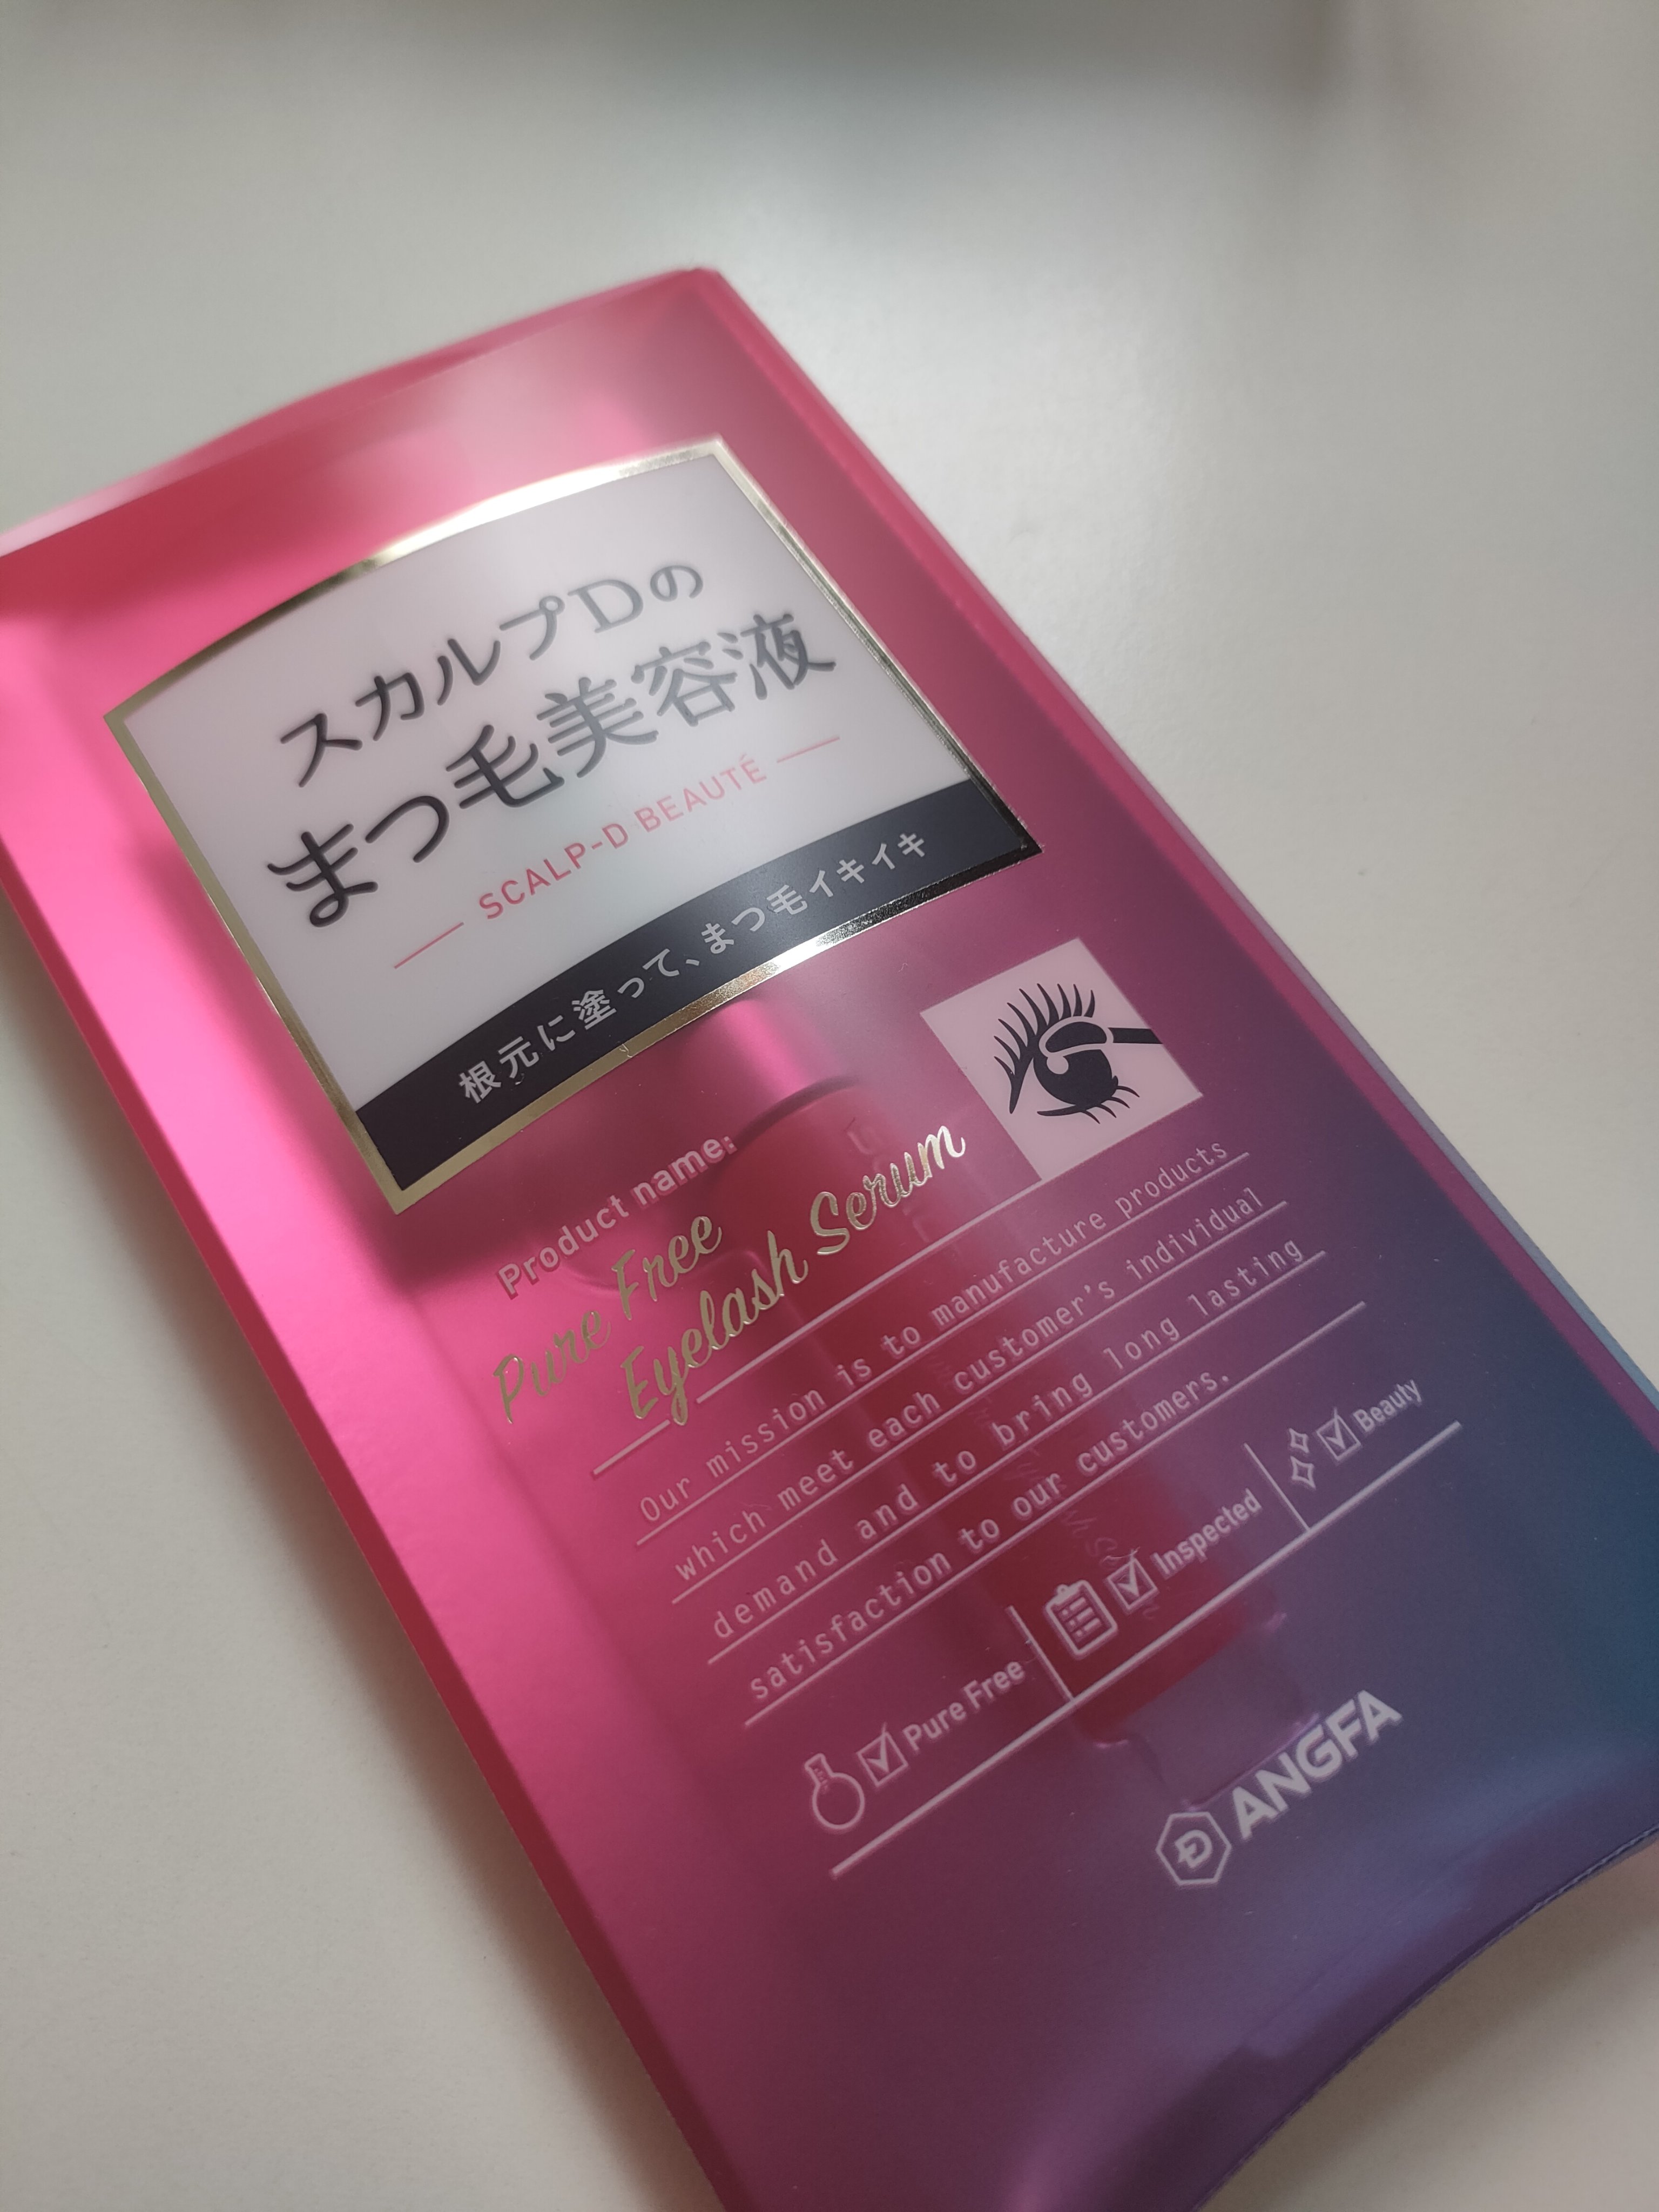 スカルプDの
まつ毛美容液
SCALP-D BEAUTÉ
根元に塗って、まつ毛イキイキ
Product name:
Pure Free
Eyelash Serum
Our mission is to manufacture products
which meet each customer's individual
demand and to bring long lasting
satisfaction to our customers.
Pure Free
Inspected
Beauty
D ANGFA